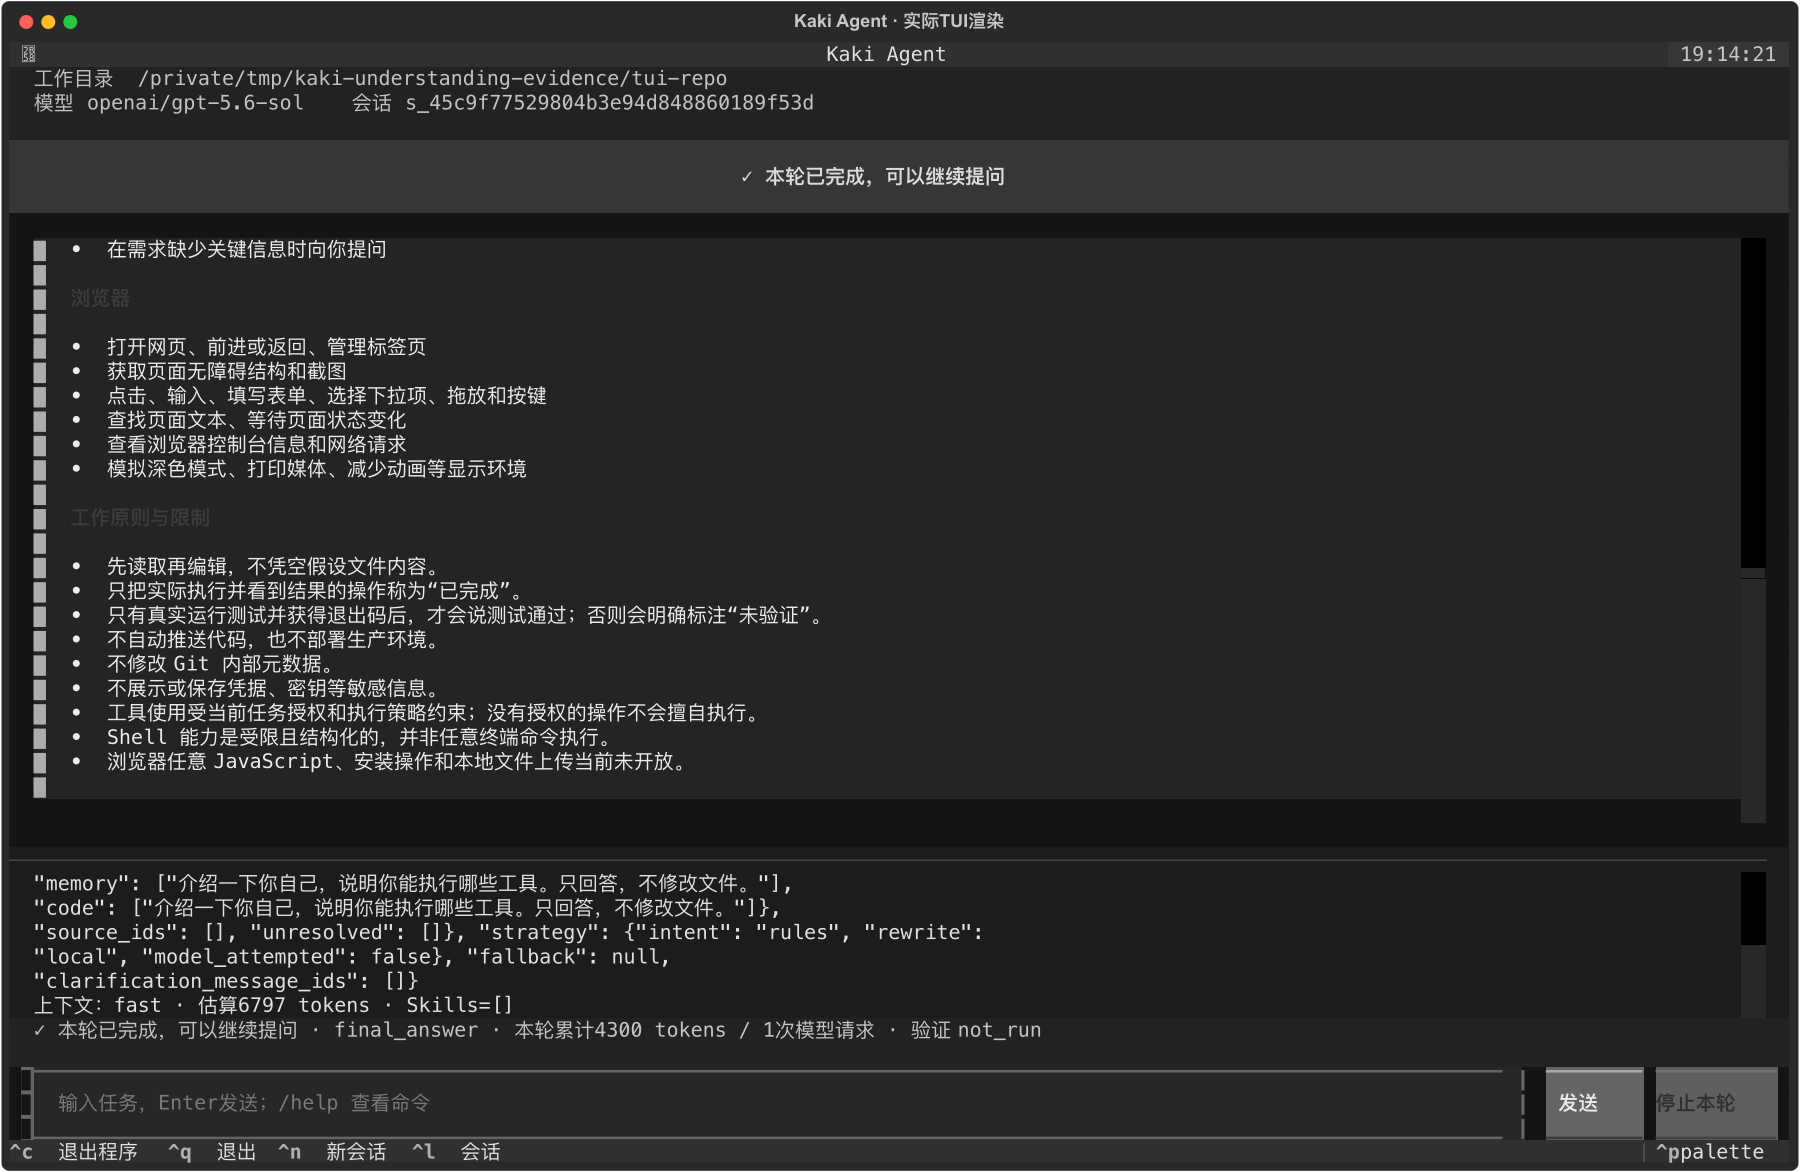 Kaki Agent · 实际TUI渲染
Kaki Agent
19:14:21
工作目录 /private/tmp/kaki-understanding-evidence/tui-repo
模型 openai/gpt-5.6-sol 会话 s_45c9f77529804b3e94d848860189f53d
✓ 本轮已完成，可以继续提问
• 在需求缺少关键信息时向你提问
浏览器
• 打开网页、前进或返回、管理标签页
• 获取页面无障碍结构和截图
• 点击、输入、填写表单、选择下拉项、拖放和按键
• 查找页面文本、等待页面状态变化
• 查看浏览器控制台信息和网络请求
• 模拟深色模式、打印媒体、减少动画等显示环境
工作原则与限制
• 先读取再编辑，不凭空假设文件内容。
• 只把实际执行并看到结果的操作称为“已完成”。
• 只有真实运行测试并获得退出码后，才会说测试通过；否则会明确标注“未验证”。
• 不自动推送代码，也不部署生产环境。
• 不修改 Git 内部元数据。
• 不展示或保存凭据、密钥等敏感信息。
• 工具使用受当前任务授权和执行策略约束；没有授权的操作不会擅自执行。
• Shell 能力是受限且结构化的，并非任意终端命令执行。
• 浏览器任意 JavaScript、安装操作和本地文件上传当前未开放。
"memory": ["介绍一下你自己，说明你能执行哪些工具。只回答，不修改文件。"],
"code": ["介绍一下你自己，说明你能执行哪些工具。只回答，不修改文件。"]},
"source_ids": [], "unresolved": []}, "strategy": {"intent": "rules", "rewrite":
"local", "model_attempted": false}, "fallback": null,
"clarification_message_ids": []}
上下文：fast · 估算6797 tokens · Skills=[]
✓ 本轮已完成，可以继续提问 · final_answer · 本轮累计4300 tokens / 1次模型请求 · 验证 not_run
输入任务，Enter发送；/help 查看命令
发送
停止本轮
^c 退出程序 ^q 退出 ^n 新会话 ^l 会话
^ppalette